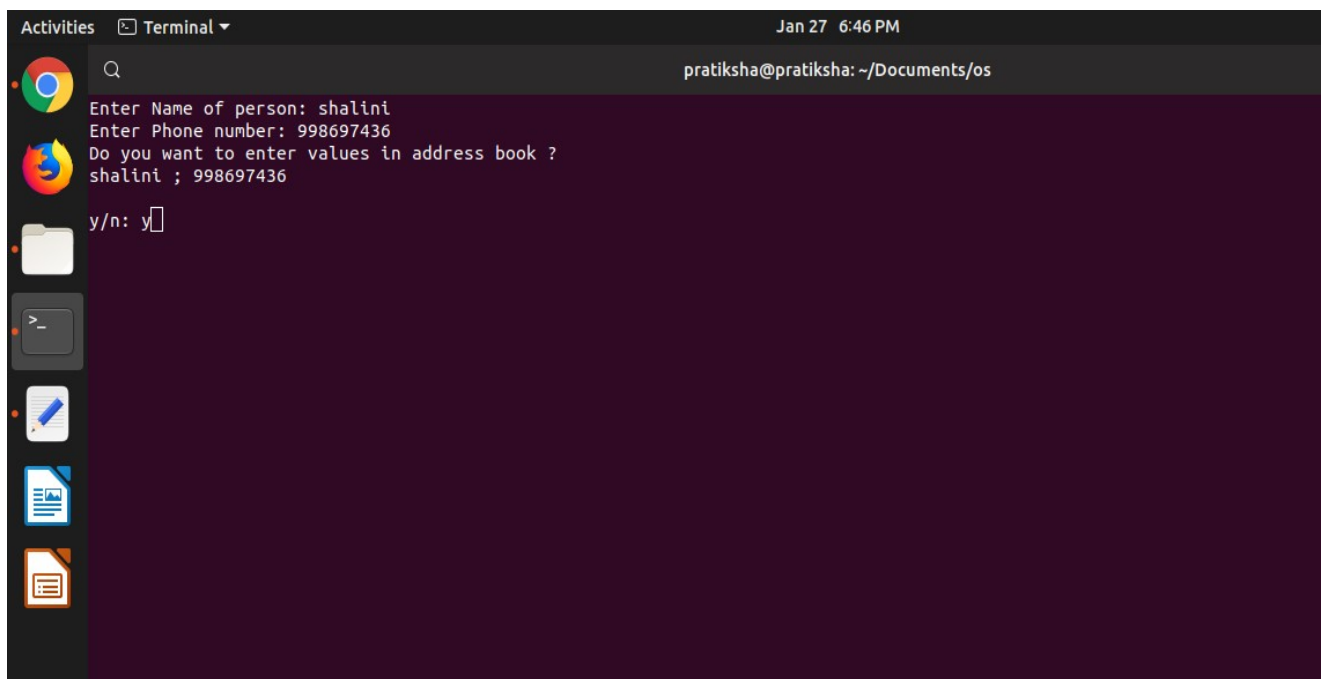 Activities Terminal Jan 27 6:46 PM
pratiksha@pratiksha: ~/Documents/os
Enter Name of person: shalini
Enter Phone number: 998697436
Do you want to enter values in address book ?
shalini ; 998697436
y/n: y
>_